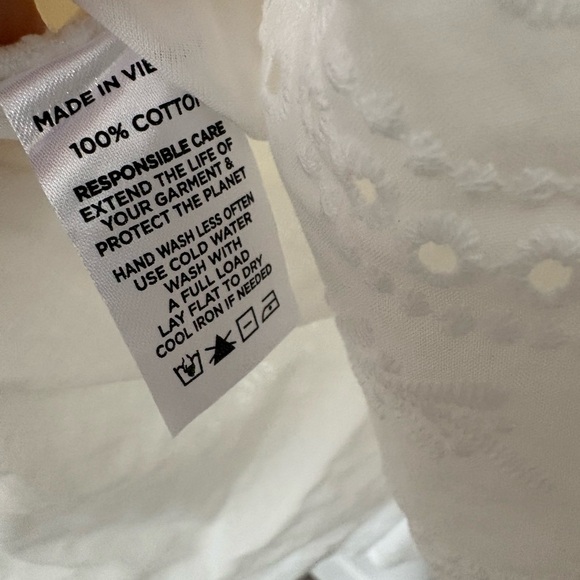 MADE IN VIE
100% COTTON
RESPONSIBLE CARE
EXTEND THE LIFE OF
YOUR GARMENT &
PROTECT THE PLANET
HAND WASH LESS OFTEN
USE COLD WATER
WASH WITH
A FULL LOAD
LAY FLAT TO DRY
COOL IRON IF NEEDED